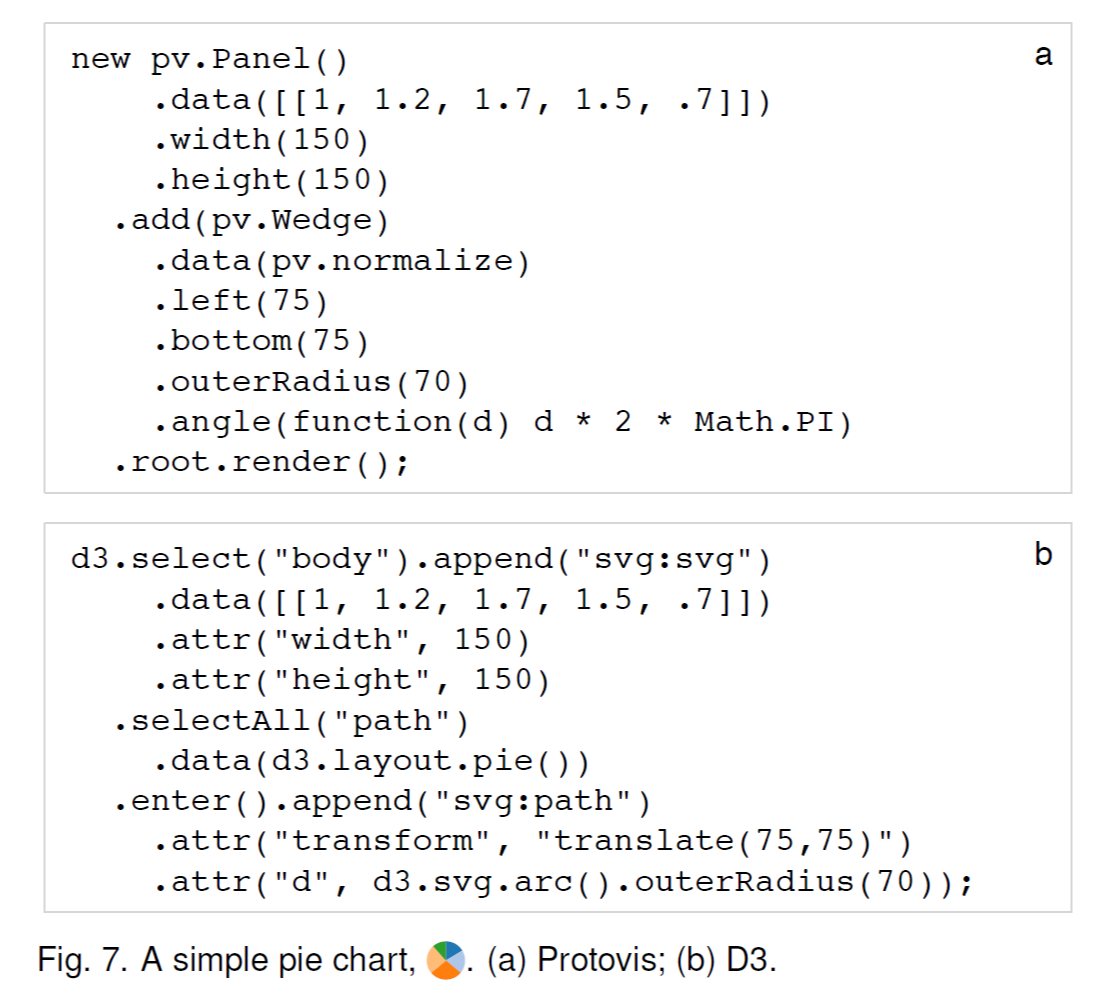 a
new pv.Panel()
.data([[1, 1.2, 1.7, 1.5, .7]])
.width(150)
.height(150)
.add(pv.Wedge)
.data(pv.normalize)
.left(75)
.bottom(75)
.outerRadius(70)
.angle(function(d) d * 2 * Math.PI)
.root.render();
b
d3.select("body").append("svg:svg")
.data([[1, 1.2, 1.7, 1.5, .7]])
.attr("width", 150)
.attr("height", 150)
.selectAll("path")
.data(d3.layout.pie())
.enter().append("svg:path")
.attr("transform", "translate(75,75)")
.attr("d", d3.svg.arc().outerRadius(70));
Fig. 7. A simple pie chart, . (a) Protovis; (b) D3.